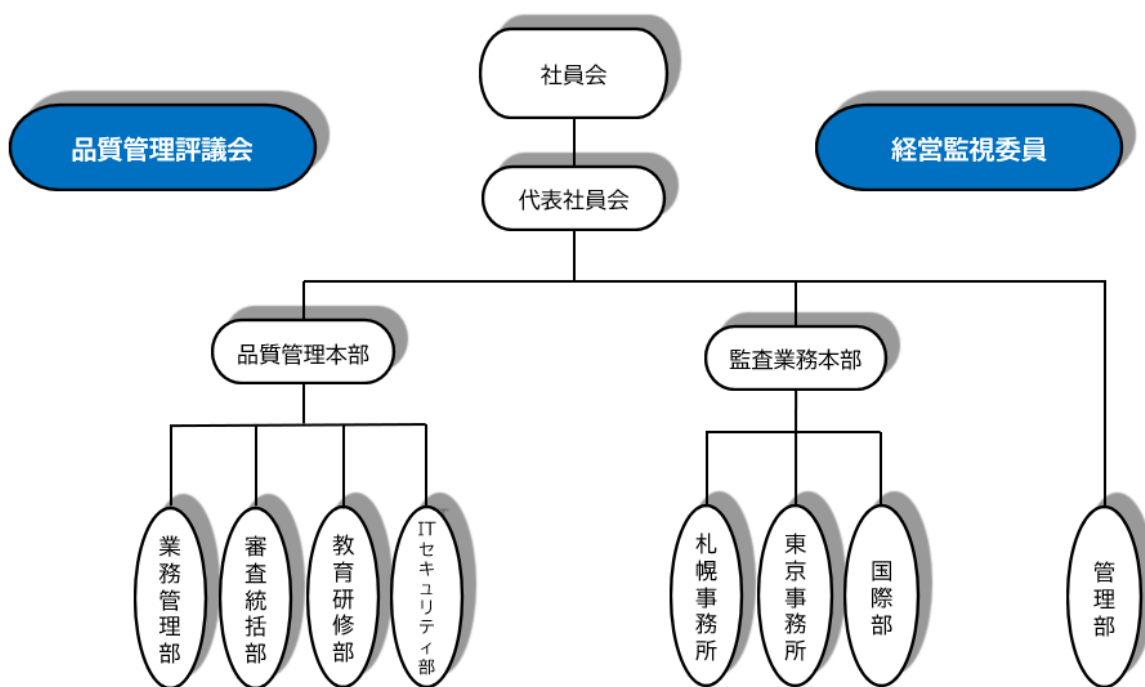 社員会
品質管理評議会
経営監視委員
代表社員会
品質管理本部
監査業務本部
業務管理部
審査統括部
教育研修部
ITセキュリティ部
札幌事務所
東京事務所
国際部
管理部